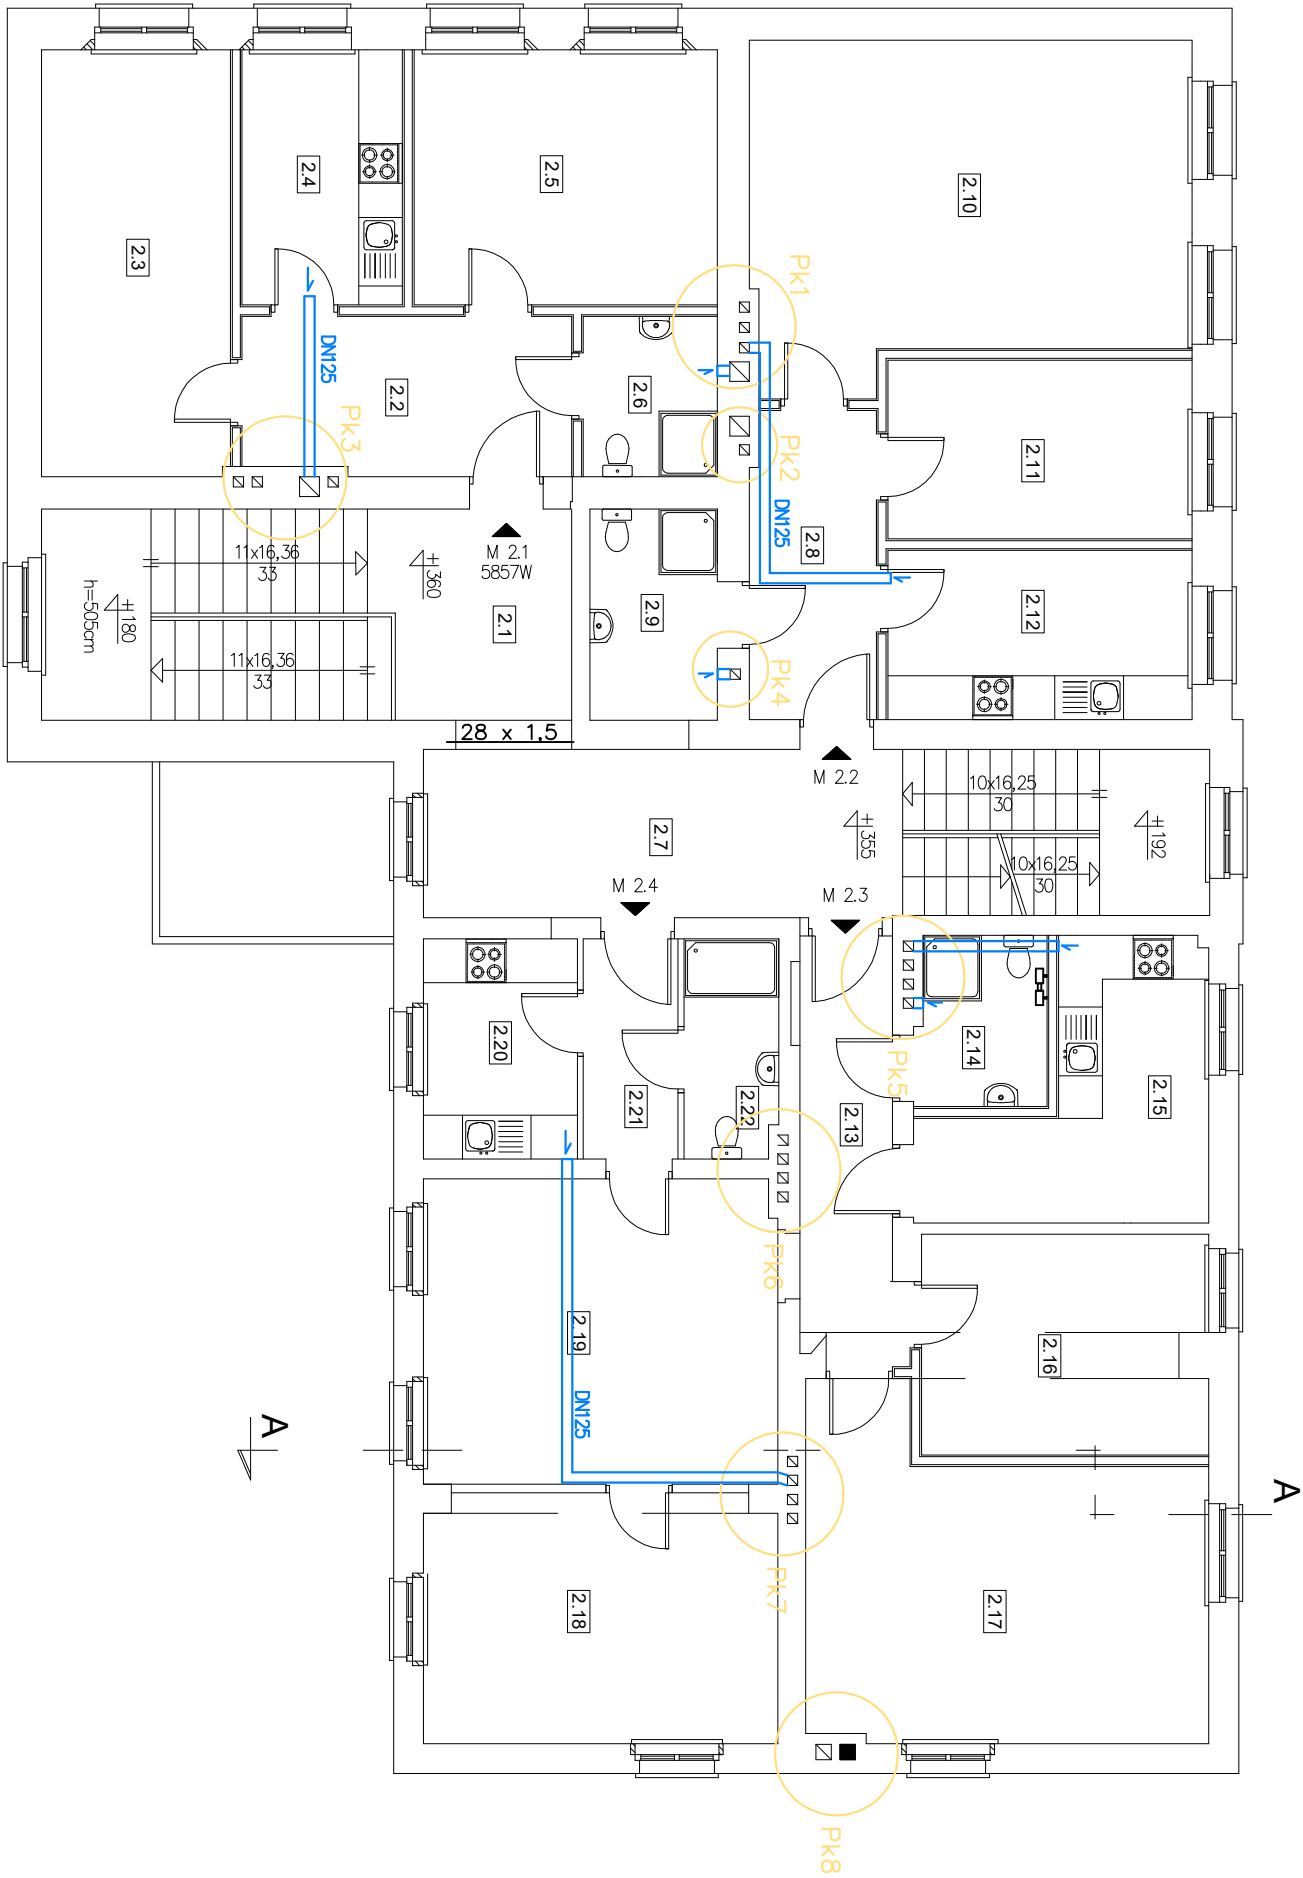 2.3
2.4
2.5
2.10
Pk1
DN125
2.2
2.6
Pk3
Pk2
2.11
DN125
2.8
2.12
11x16,36
33
+360
M 2.1
5857W
2.1
2.9
h=505cm
+180
11x16,36
33
Pk4
28 x 1,5
M 2.2
10x16,25
30
+355
+192
2.7
10x16,25
30
M 2.4
M 2.3
2.20
2.14
Pk5
2.15
2.21
2.22
2.13
Pk6
2.19
2.16
DN125
A
A
2.18
Pk7
2.17
Pk8